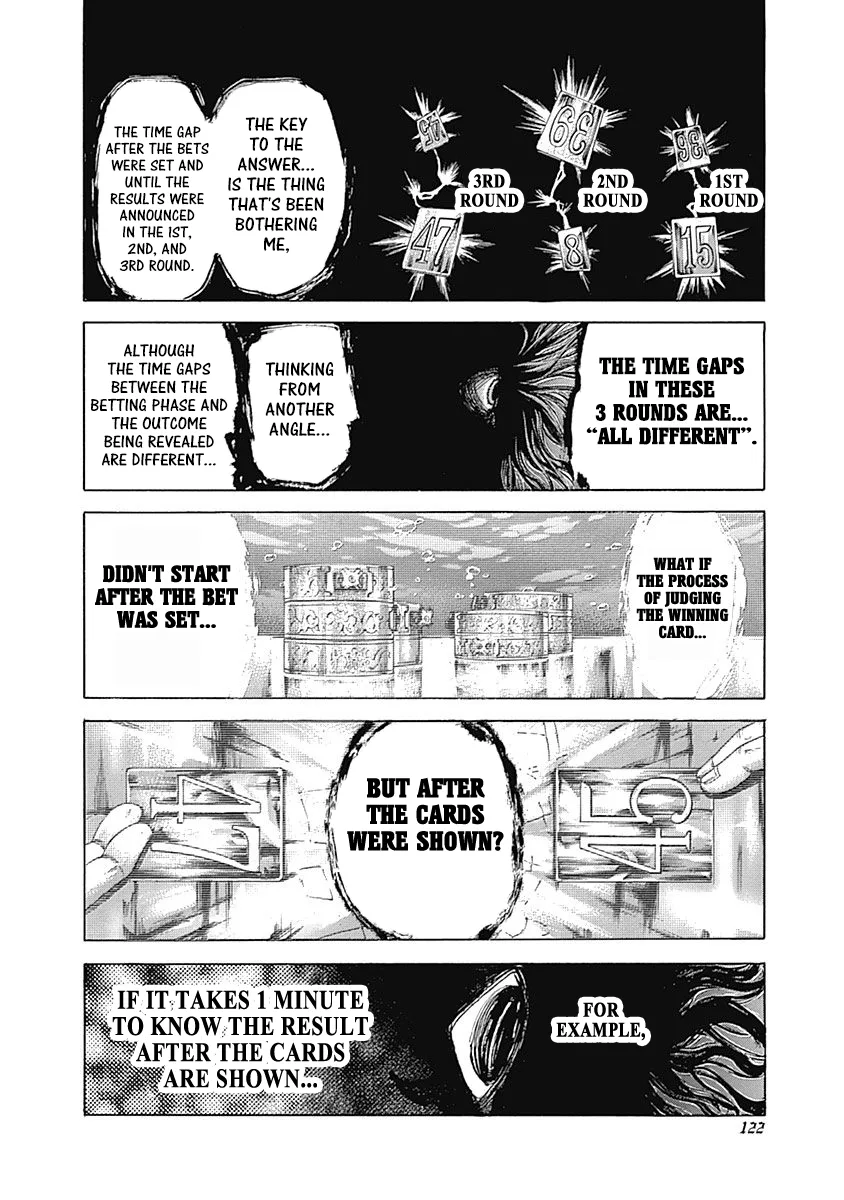 36
1ST
ROUND
15
39
2ND
ROUND
8
45
3RD
ROUND
47
THE KEY
TO THE
ANSWER...
IS THE THING
THAT'S BEEN
BOTHERING
ME,
THE TIME GAP
AFTER THE BETS
WERE SET AND
UNTIL THE
RESULTS WERE
ANNOUNCED
IN THE 1ST,
2ND, AND
3RD ROUND.
THE TIME GAPS
IN THESE
3 ROUNDS ARE...
“ALL DIFFERENT”.
THINKING
FROM
ANOTHER
ANGLE...
ALTHOUGH
THE TIME GAPS
BETWEEN THE
BETTING PHASE AND
THE OUTCOME
BEING REVEALED
ARE DIFFERENT...
WHAT IF
THE PROCESS
OF JUDGING
THE WINNING
CARD...
DIDN'T START
AFTER THE BET
WAS SET...
45
BUT AFTER
THE CARDS
WERE SHOWN?
47
FOR
EXAMPLE,
IF IT TAKES 1 MINUTE
TO KNOW THE RESULT
AFTER THE CARDS
ARE SHOWN...
122